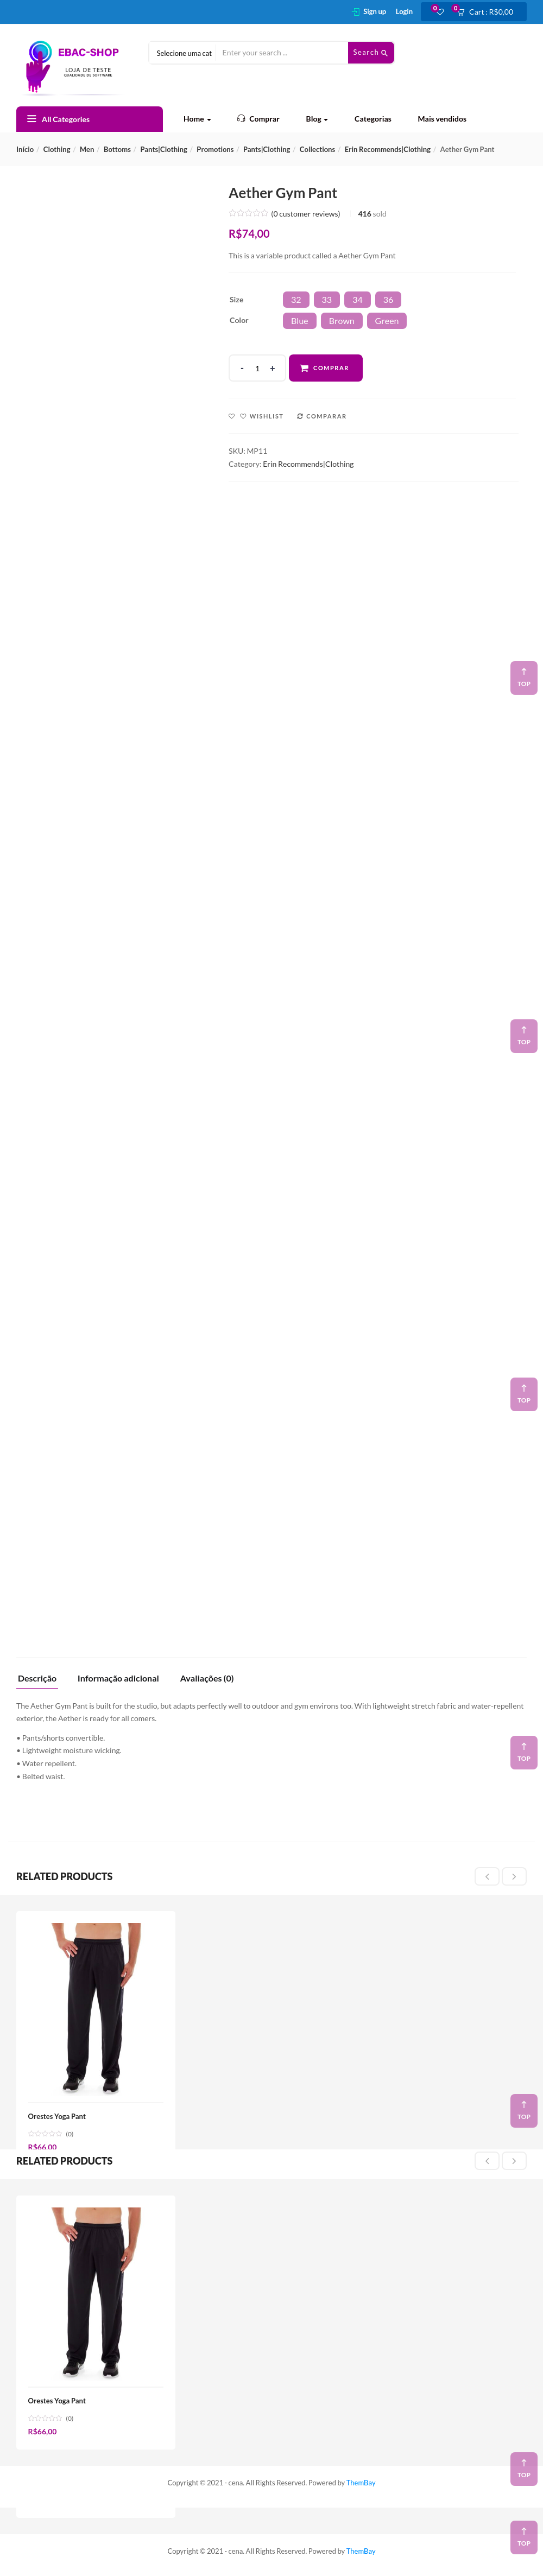 Sign up Login 0 0 Cart : R$0,00
EBAC-SHOP
LOJA DE TESTE
QUALIDADE DE SOFTWARE
Selecione uma cat Enter your search ... Search
All Categories Home Comprar Blog Categorias Mais vendidos
Início / Clothing / Men / Bottoms / Pants|Clothing / Promotions / Pants|Clothing / Collections / Erin Recommends|Clothing / Aether Gym Pant
Aether Gym Pant
(0 customer reviews) 416 sold
R$74,00
This is a variable product called a Aether Gym Pant
Size 32 33 34 36
Color Blue Brown Green
- 1 + COMPRAR
WISHLIST COMPARAR
SKU: MP11
Category: Erin Recommends|Clothing
TOP
TOP
TOP
Descrição Informação adicional Avaliações (0)
The Aether Gym Pant is built for the studio, but adapts perfectly well to outdoor and gym environs too. With lightweight stretch fabric and water-repellent
exterior, the Aether is ready for all comers.
• Pants/shorts convertible.
• Lightweight moisture wicking.
TOP
• Water repellent.
• Belted waist.
RELATED PRODUCTS
TOP
Orestes Yoga Pant
(0)
R$66,00
RELATED PRODUCTS
Orestes Yoga Pant
(0)
R$66,00
TOP
Copyright © 2021 - cena. All Rights Reserved. Powered by ThemBay
TOP
Copyright © 2021 - cena. All Rights Reserved. Powered by ThemBay